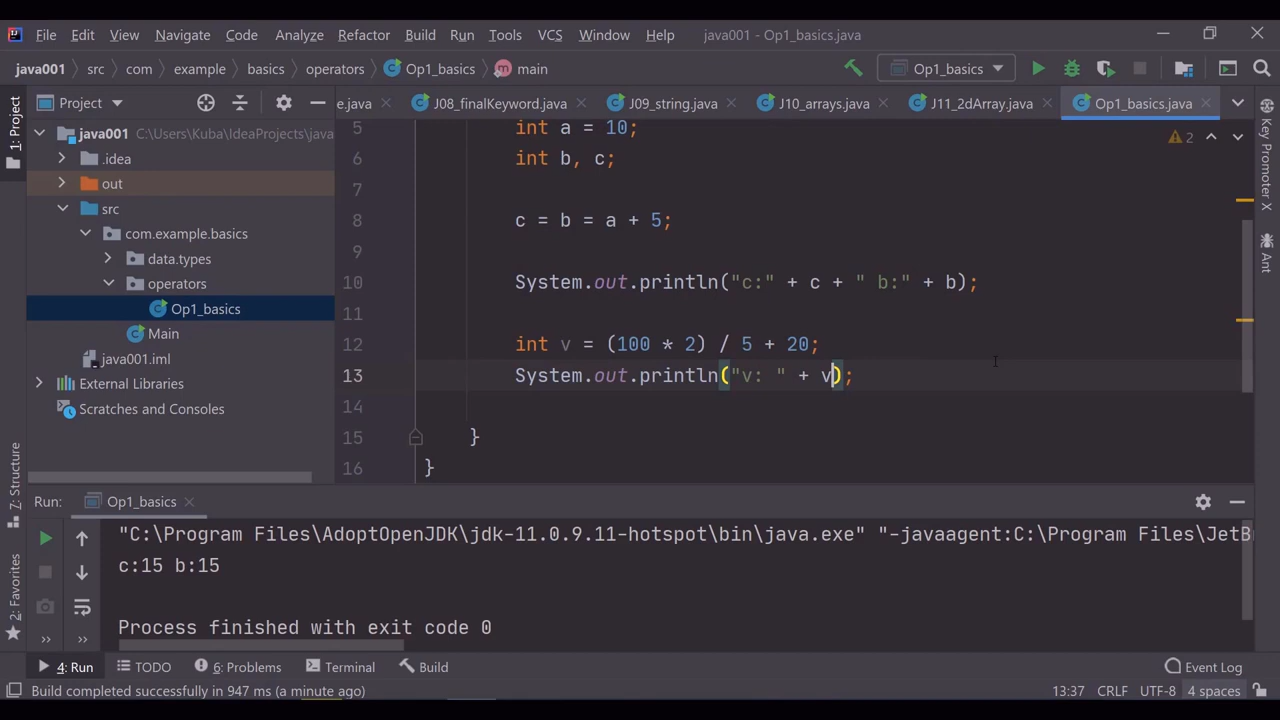 File Edit View Navigate Code Analyze Refactor Build Run Tools VCS Window Help java001 - Op1_basics.java
java001 › src › com › example › basics › operators › Op1_basics › main Op1_basics
1: Project
Project
e.java J08_finalKeyword.java J09_string.java J10_arrays.java J11_2dArray.java Op1_basics.java
java001 C:\Users\Kuba\IdeaProjects\java
.idea
out
src
com.example.basics
data.types
operators
Op1_basics
Main
java001.iml
External Libraries
Scratches and Consoles
5 int a = 10;
6 int b, c;
7
8 c = b = a + 5;
9
10 System.out.println("c:" + c + " b:" + b);
11
12 int v = (100 * 2) / 5 + 20;
13 System.out.println("v: " + v);
14
15 }
16 }
2
Key Promoter X
Ant
Z: Structure
2: Favorites
Run: Op1_basics
"C:\Program Files\AdoptOpenJDK\jdk-11.0.9.11-hotspot\bin\java.exe" "-javaagent:C:\Program Files\JetBr
c:15 b:15
Process finished with exit code 0
4: Run TODO 6: Problems Terminal Build Event Log
Build completed successfully in 947 ms (a minute ago) 13:37 CRLF UTF-8 4 spaces